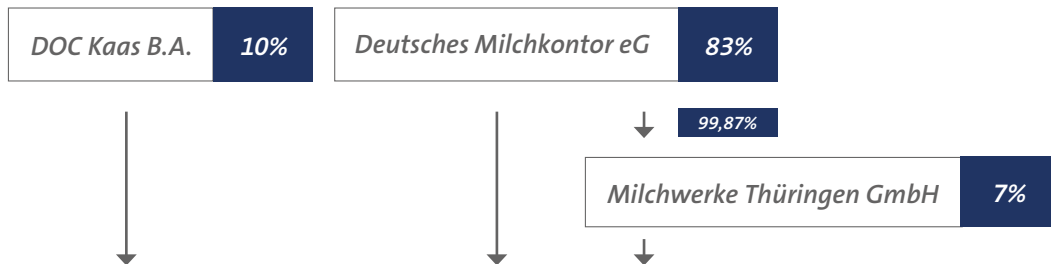 DOC Kaas B.A. 10% Deutsches Milchkontor eG 83%
99,87%
Milchwerke Thüringen GmbH 7%